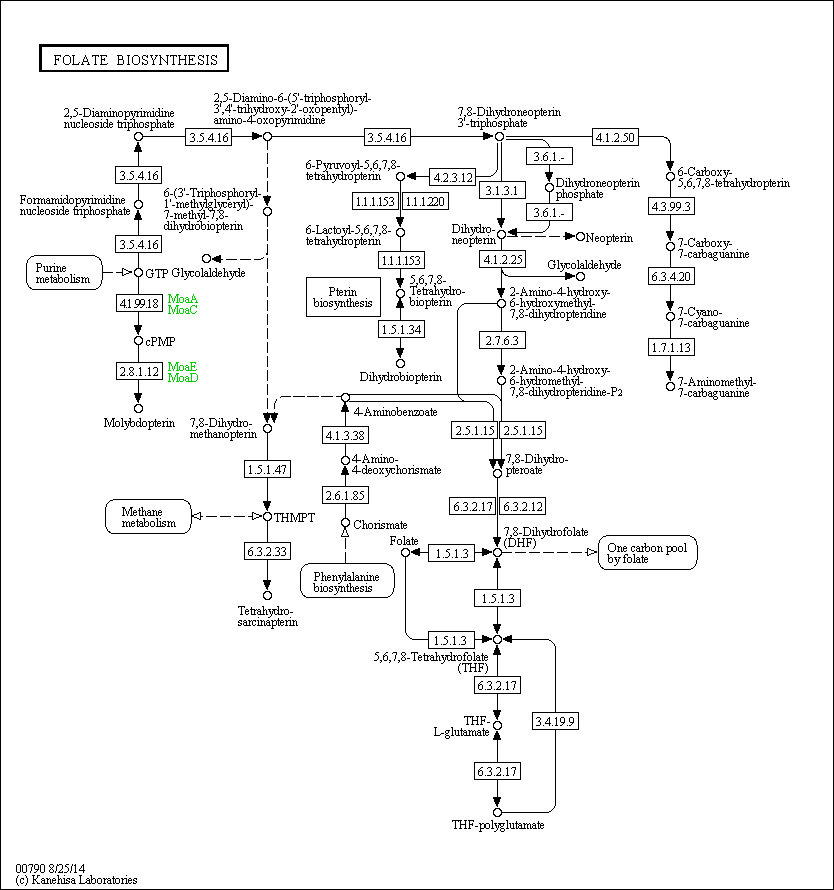 FOLATE BIOSYNTHESIS
2,5-Diaminopyrimidine
nucleoside triphosphate
2,5-Diamino-6-(5'-triphosphoryl-
3',4'-trihydroxy-2'-oxopentyl)-
amino-4-oxopyrimidine
7,8-Dihydroneopterin
3'-triphosphate
3.5.4.16
3.5.4.16
4.1.2.50
3.6.1.-
3.5.4.16
6-Pyruvoyl-5,6,7,8-
tetrahydropterin
4.2.3.12
3.1.3.1
Dihydroneopterin
phosphate
6-Carboxy-
5,6,7,8-tetrahydropterin
Formamidopyrimidine
nucleoside triphosphate
6-(3'-Triphosphoryl-
1'-methylglyceryl)-
7-methyl-7,8-
dihydrobiopterin
1.1.1.153
1.1.1.220
3.6.1.-
4.3.99.3
3.5.4.16
6-Lactoyl-5,6,7,8-
tetrahydropterin
Dihydro-
neopterin
Neopterin
7-Carboxy-
7-carbaguanine
Purine
metabolism
GTP
Glycolaldehyde
1.1.1.153
4.1.2.25
Glycolaldehyde
6.3.4.20
4.1.99.18
MoaA
MoaC
Pterin
biosynthesis
5,6,7,8-
Tetrahydro-
biopterin
2-Amino-4-hydroxy-
6-hydroxymethyl-
7,8-dihydropteridine
7-Cyano-
7-carbaguanine
cPMP
1.5.1.34
2.7.6.3
1.7.1.13
2.8.1.12
MoaE
MoaD
Dihydrobiopterin
2-Amino-4-hydroxy-
6-hydromethyl-
7,8-dihydropteridine-P2
7-Aminomethyl-
7-carbaguanine
Molybdopterin
7,8-Dihydro-
methanopterin
4-Aminobenzoate
4.1.3.38
2.5.1.15
2.5.1.15
1.5.1.47
4-Amino-
4-deoxychorismate
7,8-Dihydro-
pteroate
2.6.1.85
6.3.2.17
6.3.2.12
Methane
metabolism
THMPT
Chorismate
7,8-Dihydrofolate
(DHF)
6.3.2.33
Folate
1.5.1.3
One carbon pool
by folate
Phenylalanine
biosynthesis
Tetrahydro-
sarcinapterin
1.5.1.3
1.5.1.3
5,6,7,8-Tetrahydrofolate
(THF)
6.3.2.17
THF-
L-glutamate
3.4.19.9
6.3.2.17
THF-polyglutamate
00790 8/25/14
(c) Kanehisa Laboratories